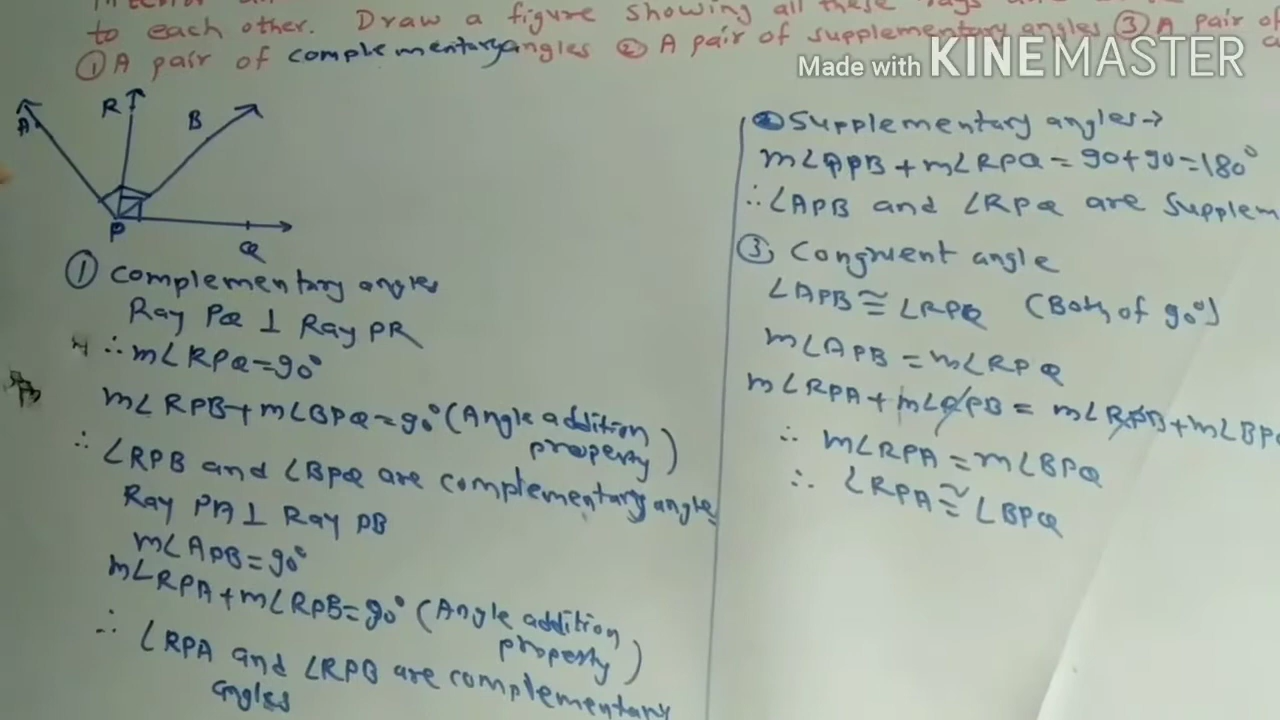 to each other. Draw a figure showing all these rays
① A pair of complementary angles ② A pair of supplementary angles ③ A pair of
Made with KINEMASTER
A R B
P Q
① complementary angles
Ray PQ ⊥ Ray PR
∴ m∠RPQ=90°
m∠RPB+m∠BPQ=90° (Angle addition
property)
∴ ∠RPB and ∠BPQ are complementary angles
Ray PA ⊥ Ray PB
m∠APB=90°
m∠RPA+m∠RPB=90° (Angle addition
property)
∴ ∠RPA and ∠RPB are complementary
angles
② Supplementary angles→
m∠APB+m∠RPQ=90+90=180°
∴ ∠APB and ∠RPQ are Supplem
③ Congruent angle
∠APB≅∠RPQ (Both of 90°)
m∠APB=m∠RPQ
m∠RPA+m∠RPB = m∠RPB+m∠BPQ
∴ m∠RPA=m∠BPQ
∴ ∠RPA≅∠BPQ